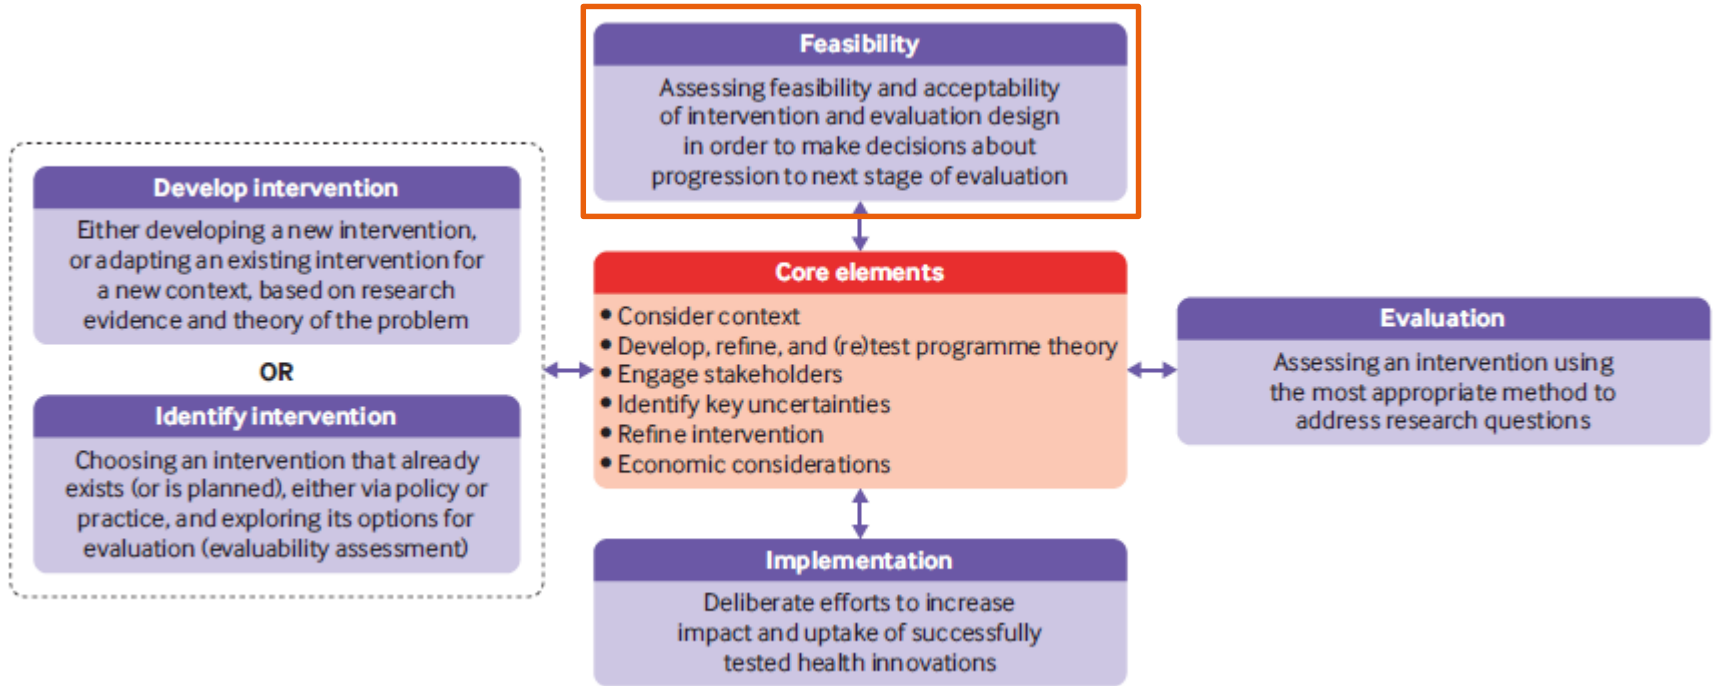 Feasibility
Assessing feasibility and acceptability
of intervention and evaluation design
in order to make decisions about
progression to next stage of evaluation
Develop intervention
Either developing a new intervention,
or adapting an existing intervention for
a new context, based on research
evidence and theory of the problem
OR
Identify intervention
Choosing an intervention that already
exists (or is planned), either via policy or
practice, and exploring its options for
evaluation (evaluability assessment)
Core elements
• Consider context
• Develop, refine, and (re)test programme theory
• Engage stakeholders
• Identify key uncertainties
• Refine intervention
• Economic considerations
Evaluation
Assessing an intervention using
the most appropriate method to
address research questions
Implementation
Deliberate efforts to increase
impact and uptake of successfully
tested health innovations